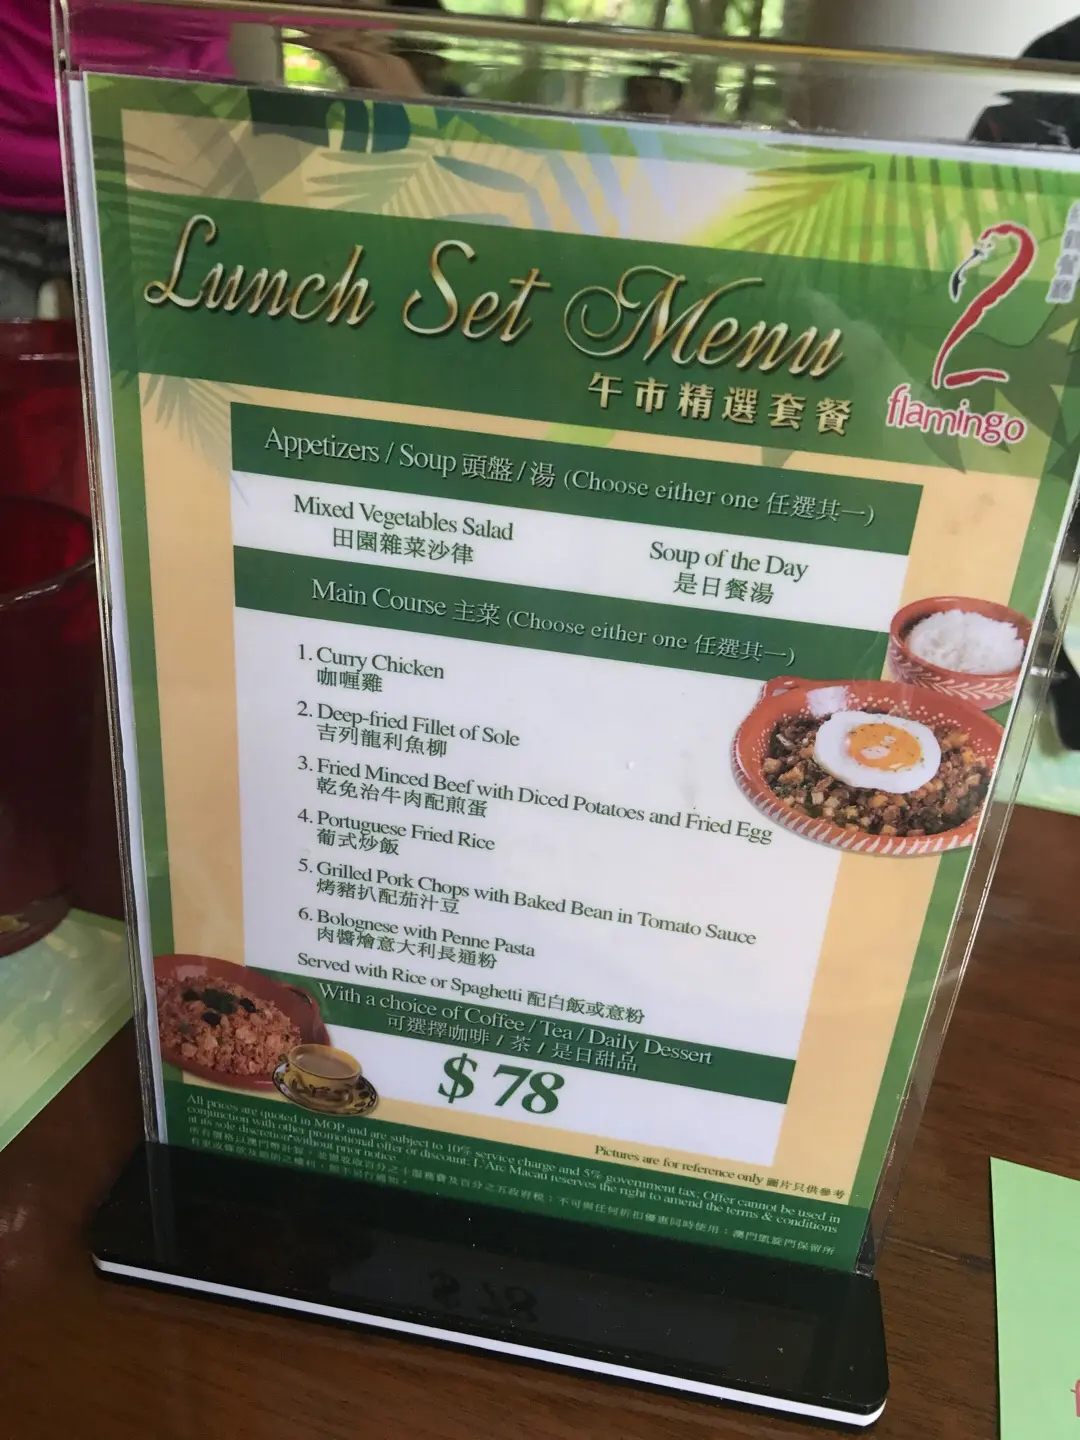 Lunch Set Menu
午市精選套餐
flamingo
Appetizers / Soup 頭盤 / 湯 (Choose either one 任選其一)
Mixed Vegetables Salad
田園雜菜沙律
Soup of the Day
是日餐湯
Main Course 主菜 (Choose either one 任選其一)
1. Curry Chicken
咖喱雞
2. Deep-fried Fillet of Sole
吉列龍利魚柳
3. Fried Minced Beef with Diced Potatoes and Fried Egg
乾免治牛肉配煎蛋
4. Portuguese Fried Rice
葡式炒飯
5. Grilled Pork Chops with Baked Bean in Tomato Sauce
烤豬扒配茄汁豆
6. Bolognese with Penne Pasta
肉醬燴意大利長通粉
Served with Rice or Spaghetti 配白飯或意粉
With a choice of Coffee / Tea / Daily Dessert
可選擇咖啡 / 茶 / 是日甜品
$ 78
Pictures are for reference only 圖片只供參考
All prices are quoted in MOP and are subject to 10% service charge and 5% government tax. Offer cannot be used in
conjunction with other promotional offer or discount. L'Arc Macau reserves the right to amend the terms & conditions
at its sole discretion without prior notice.